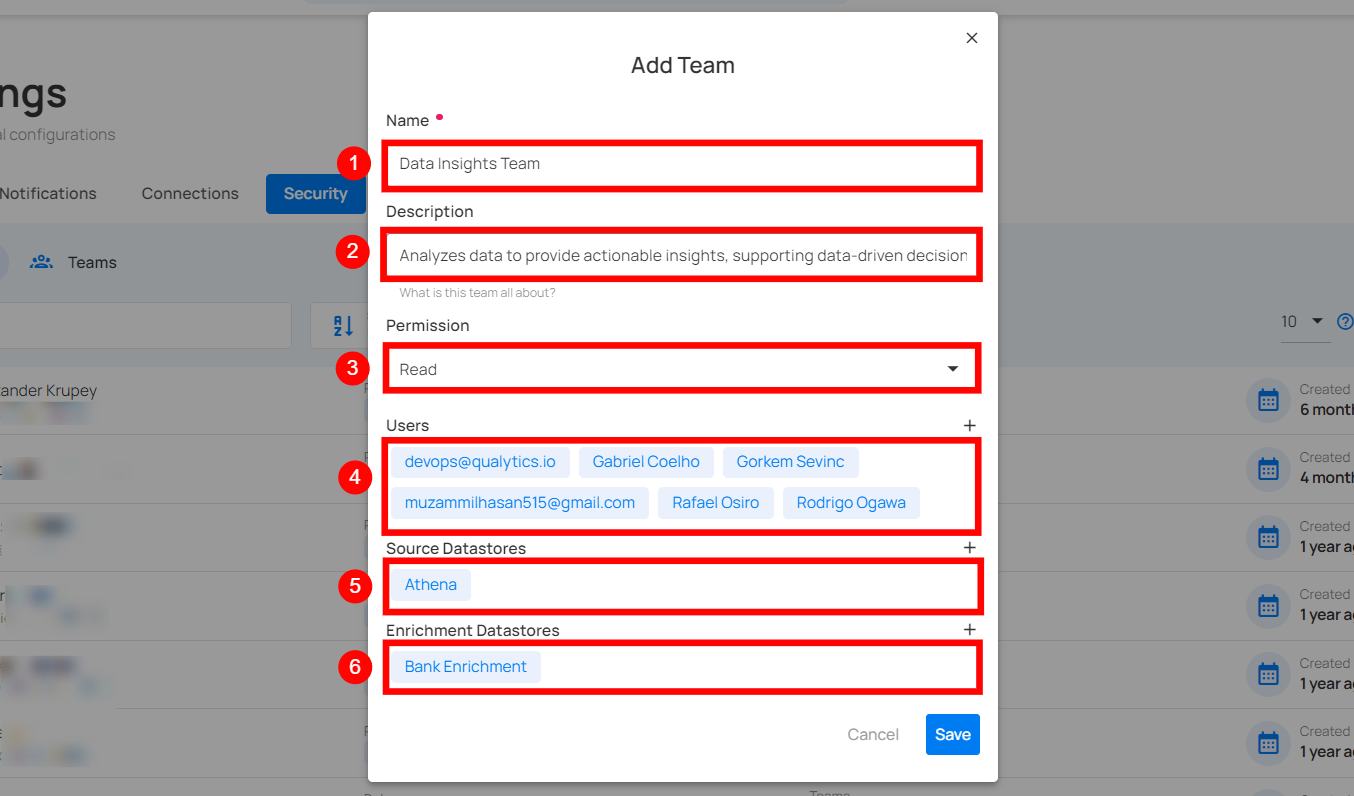 Add Team
ngs
Name
al configurations
1 Data Insights Team
Notifications Connections Security
Description
2 Analyzes data to provide actionable insights, supporting data-driven decision
Teams
What is this team all about?
Permission
10
3 Read
ander Krupey
Created
6 month
Users
4 devops@qualytics.io Gabriel Coelho Gorkem Sevinc
Created
4 month
muzammilhasan515@gmail.com Rafael Osiro Rodrigo Ogawa
Created
1 year a
Source Datastores
5 Athena
Created
1 year a
Enrichment Datastores
6 Bank Enrichment
Created
1 year a
Cancel Save
Created
1 year a
Teams